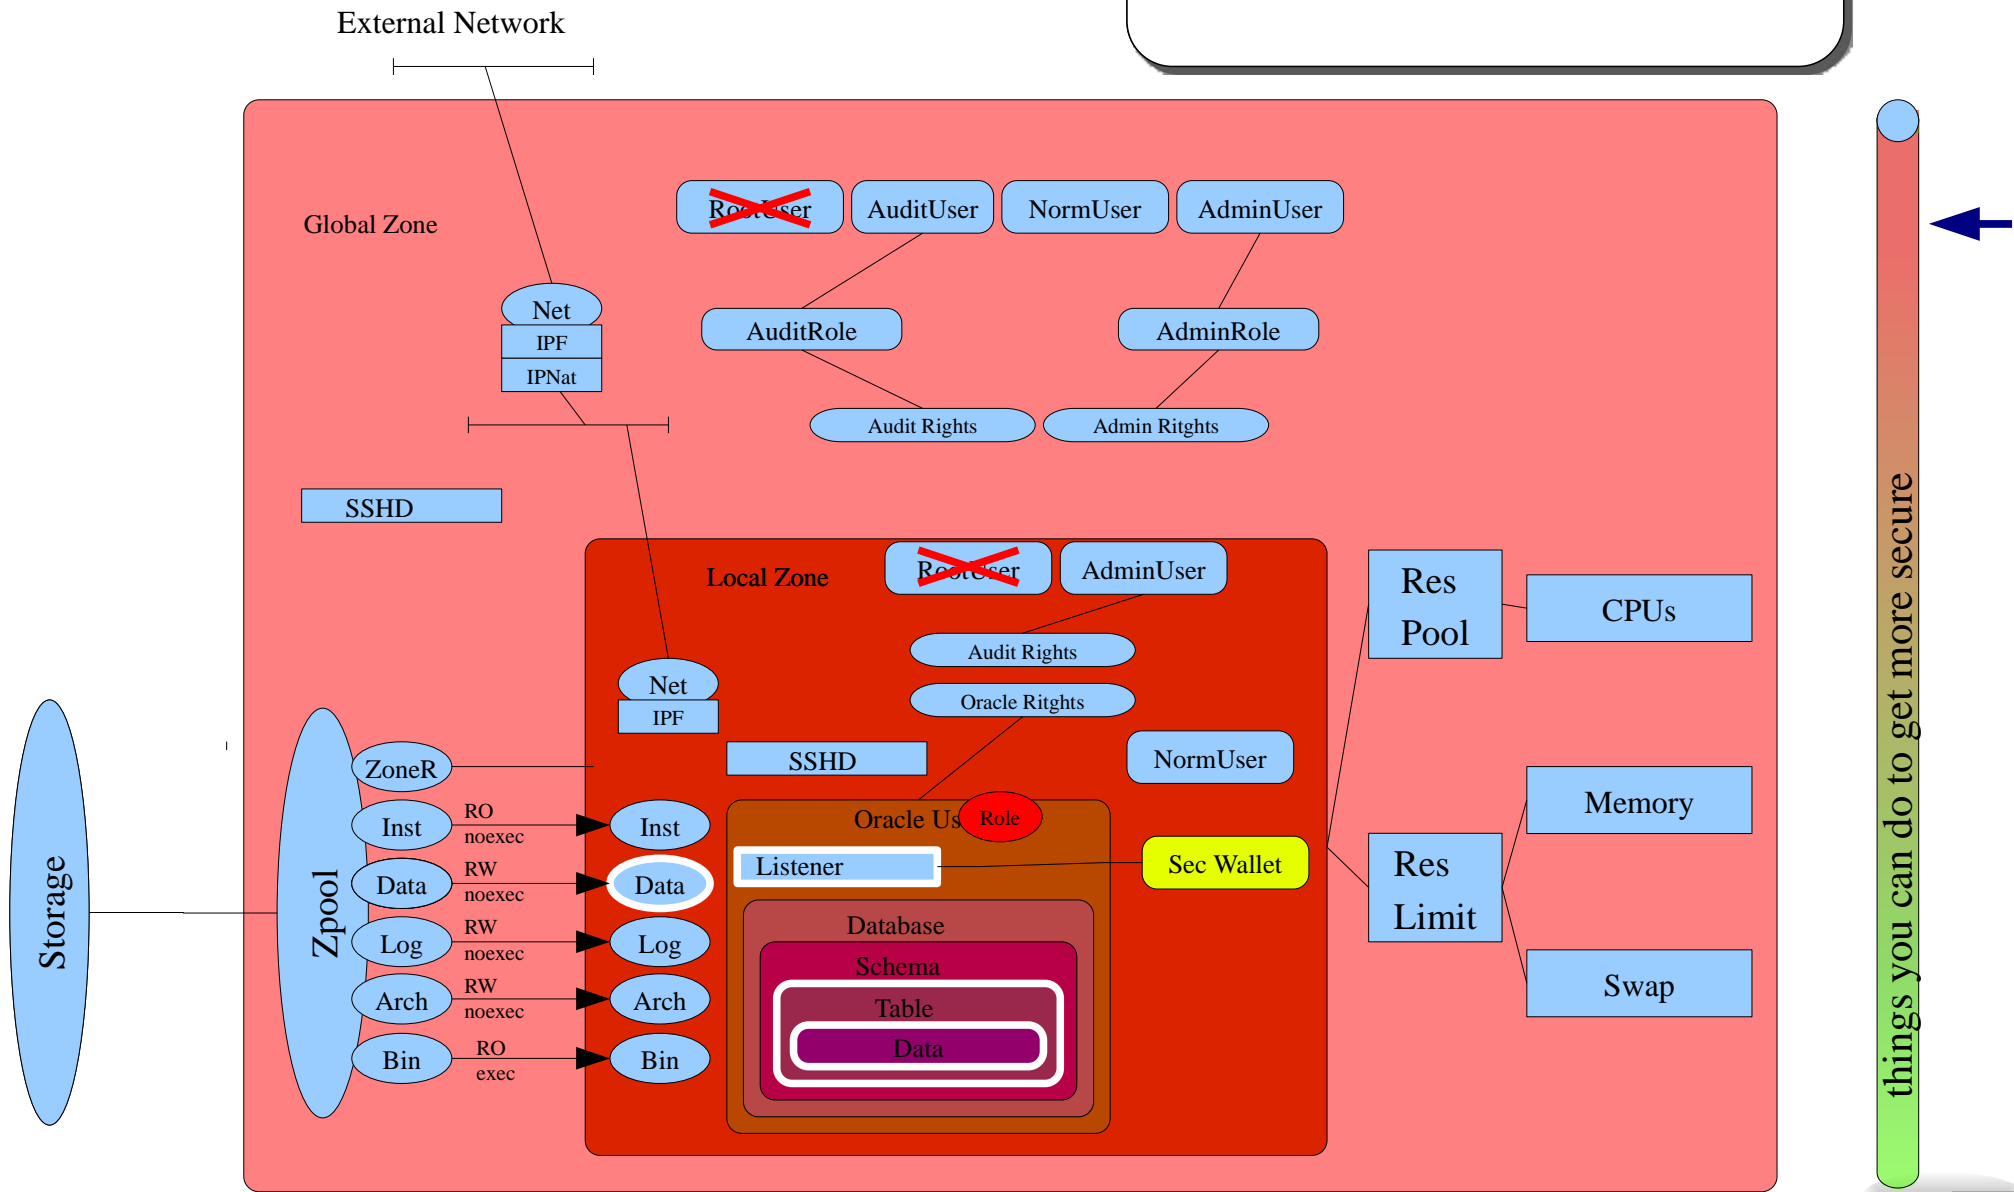 External Network
Global Zone
RootUser
AuditUser
NormUser
AdminUser
Net
IPF
IPNat
AuditRole
AdminRole
Audit Rights
Admin Ritghts
SSHD
Local Zone
RootUser
AdminUser
Audit Rights
Oracle Ritghts
Net
IPF
SSHD
NormUser
Res
Pool
CPUs
Res
Limit
Memory
Swap
Storage
Zpool
ZoneR
Inst
RO
noexec
Inst
Data
RW
noexec
Data
Log
RW
noexec
Log
Arch
RW
noexec
Arch
Bin
RO
exec
Bin
Oracle Us
Role
Listener
Sec Wallet
Database
Schema
Table
Data
things you can do to get more secure